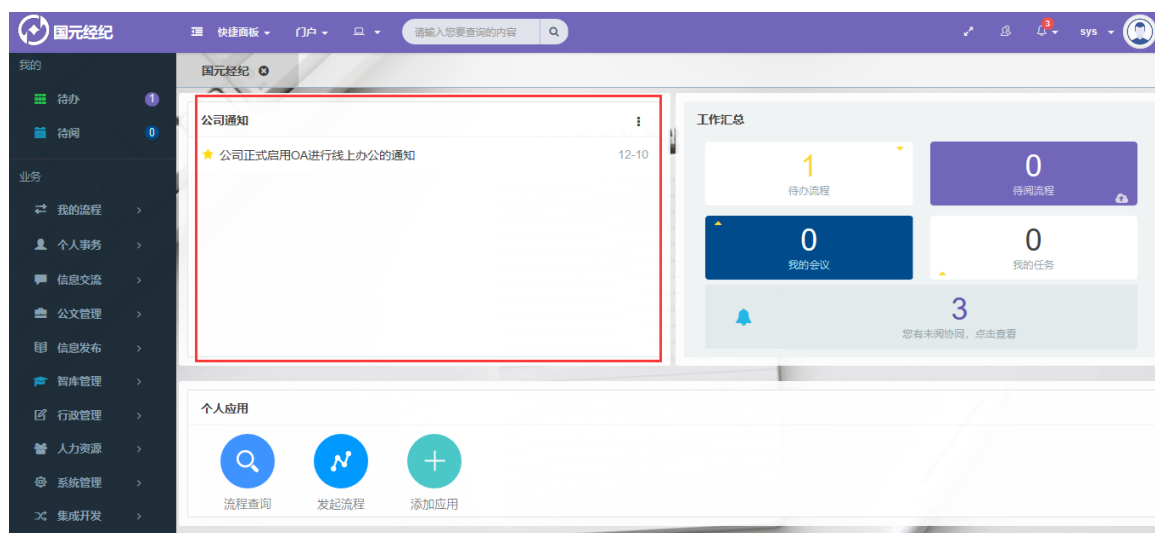 国元经纪
快捷面板
门户
请输入您要查询的内容
3
sys
我的
待办 1
待阅 0
业务
我的流程
个人事务
信息交流
公文管理
信息发布
智库管理
行政管理
人力资源
系统管理
集成开发
国元经纪
公司通知
公司正式启用OA进行线上办公的通知 12-10
工作汇总
1
待办流程
0
待阅流程
0
我的会议
0
我的任务
3
您有未阅协同，点击查看
个人应用
流程查询
发起流程
添加应用